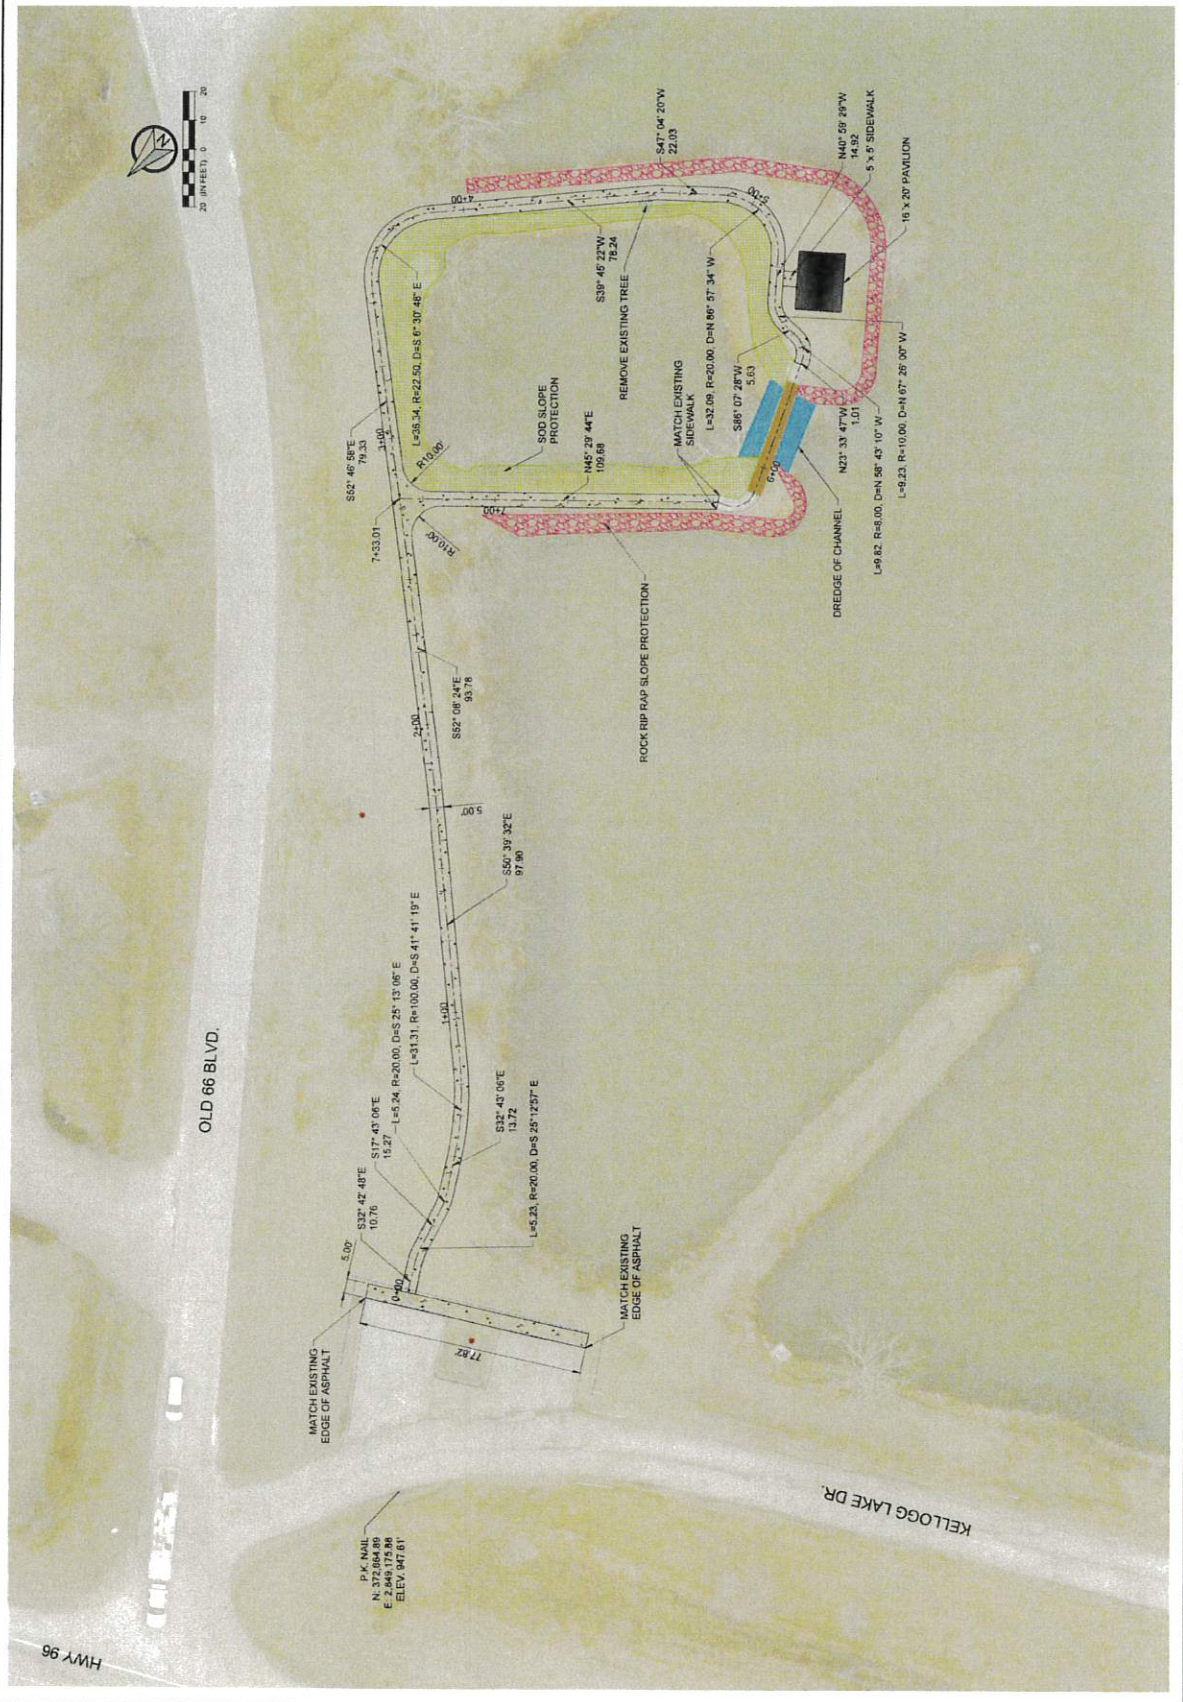 HWY 96
OLD 66 BLVD.
KELLOGG LAKE DR.
P.K. NAIL
N: 372,664.89
E: 2,849,175.88
ELEV. 947.61'
MATCH EXISTING
EDGE OF ASPHALT
5.00'
77.82'
MATCH EXISTING
EDGE OF ASPHALT
0+00
S32° 42' 48"E
10.76
S17° 43' 06"E
15.27
L=5.24, R=20.00, D=S 25° 13' 06" E
L=31.31, R=100.00, D=S 41° 41' 19" E
L=5.23, R=20.00, D=S 25°12'57" E
S32° 43' 06"E
13.72
1+00
S50° 39' 32"E
97.90
5.00'
2+00
S52° 08' 24"E
93.78
7+33.01
R10.00'
R10.00'
S52° 46' 58"E
79.33
3+00
L=36.34, R=22.50, D=S 6° 30' 48" E
4+00
S39° 45' 22"W
78.24
REMOVE EXISTING TREE
S47° 04' 20"W
22.03
5+00
L=32.09, R=20.00, D=N 86° 57' 34" W
N40° 59' 29"W
14.92
5' x 5' SIDEWALK
16' x 20' PAVILION
L=9.23, R=10.00, D=N 67° 26' 00" W
S86° 07' 28"W
5.63
L=9.82, R=8.00, D=N 58° 43' 10" W
N23° 33' 47"W
1.01
DREDGE OF CHANNEL
6+00
MATCH EXISTING
SIDEWALK
SOD SLOPE
PROTECTION
N45° 29' 44"E
109.68
7+00
ROCK RIP RAP SLOPE PROTECTION
N
20 (IN FEET) 0 10 20